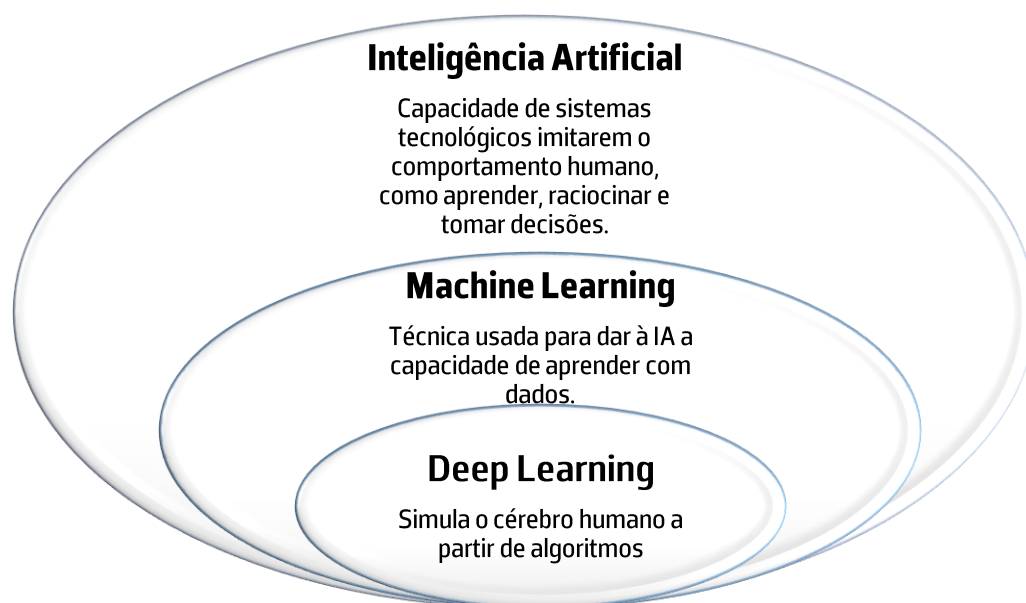 Inteligência Artificial
Capacidade de sistemas
tecnológicos imitarem o
comportamento humano,
como aprender, raciocinar e
tomar decisões.
Machine Learning
Técnica usada para dar à IA a
capacidade de aprender com
dados.
Deep Learning
Simula o cérebro humano a
partir de algoritmos